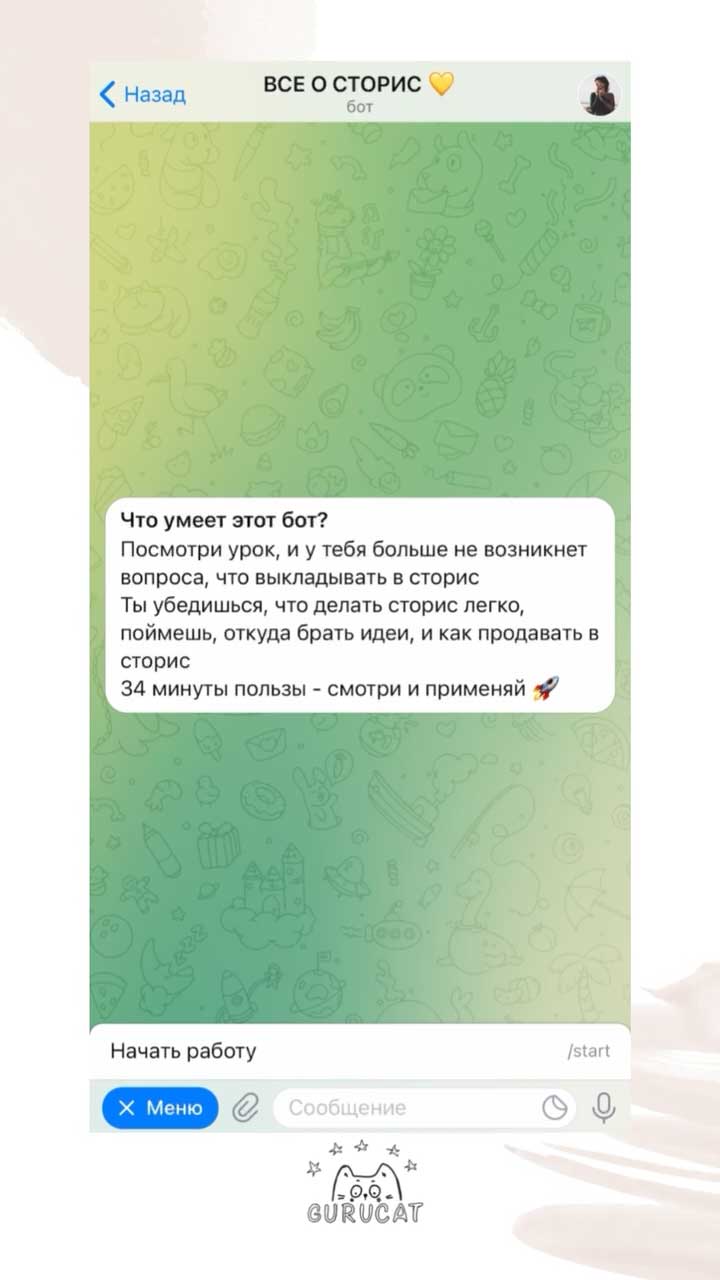 Назад
ВСЕ О СТОРИС 💛
бот
Что умеет этот бот?
Посмотри урок, и у тебя больше не возникнет
вопроса, что выкладывать в сторис
Ты убедишься, что делать сторис легко,
поймешь, откуда брать идеи, и как продавать в
сторис
34 минуты пользы - смотри и применяй 🚀
Начать работу /start
Меню Сообщение
GURUCAT